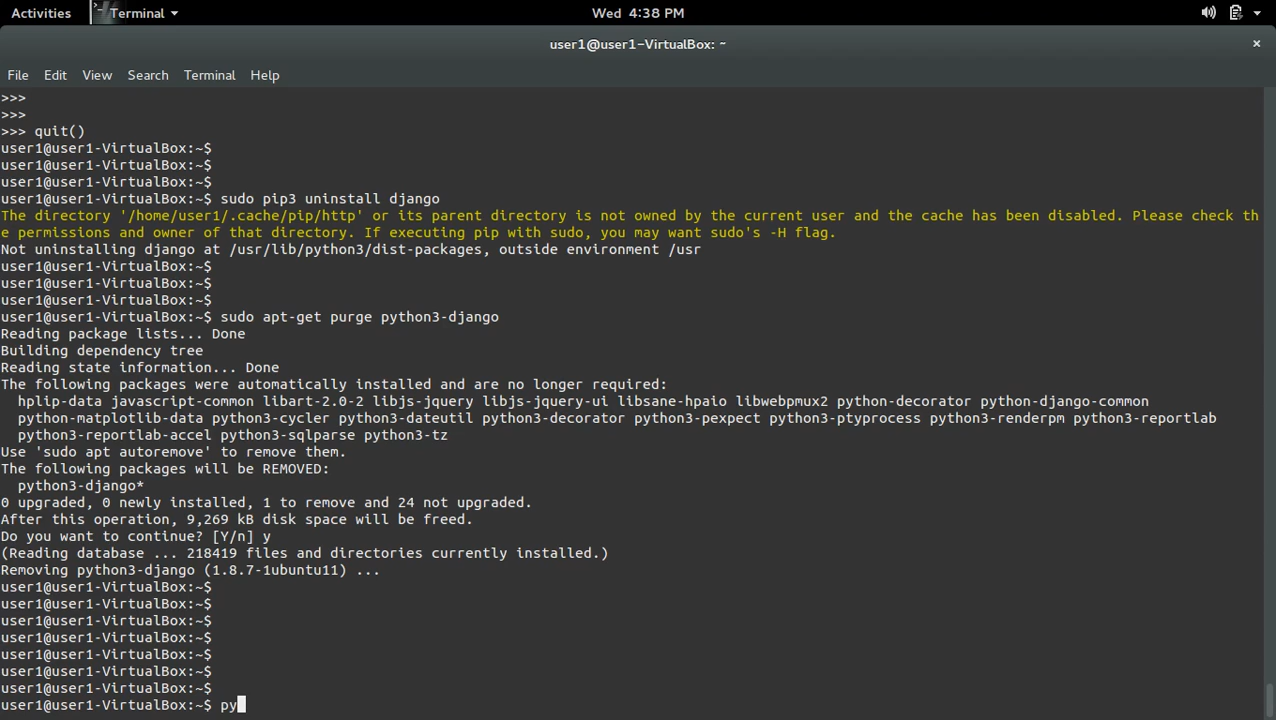 Activities Terminal Wed 4:38 PM
user1@user1-VirtualBox: ~ ×
File Edit View Search Terminal Help
>>>
>>>
>>> quit()
user1@user1-VirtualBox:~$
user1@user1-VirtualBox:~$
user1@user1-VirtualBox:~$
user1@user1-VirtualBox:~$ sudo pip3 uninstall django
The directory '/home/user1/.cache/pip/http' or its parent directory is not owned by the current user and the cache has been disabled. Please check th
e permissions and owner of that directory. If executing pip with sudo, you may want sudo's -H flag.
Not uninstalling django at /usr/lib/python3/dist-packages, outside environment /usr
user1@user1-VirtualBox:~$
user1@user1-VirtualBox:~$
user1@user1-VirtualBox:~$
user1@user1-VirtualBox:~$ sudo apt-get purge python3-django
Reading package lists... Done
Building dependency tree
Reading state information... Done
The following packages were automatically installed and are no longer required:
hplip-data javascript-common libart-2.0-2 libjs-jquery libjs-jquery-ui libsane-hpaio libwebpmux2 python-decorator python-django-common
python-matplotlib-data python3-cycler python3-dateutil python3-decorator python3-pexpect python3-ptyprocess python3-renderpm python3-reportlab
python3-reportlab-accel python3-sqlparse python3-tz
Use 'sudo apt autoremove' to remove them.
The following packages will be REMOVED:
python3-django*
0 upgraded, 0 newly installed, 1 to remove and 24 not upgraded.
After this operation, 9,269 kB disk space will be freed.
Do you want to continue? [Y/n] y
(Reading database ... 218419 files and directories currently installed.)
Removing python3-django (1.8.7-1ubuntu11) ...
user1@user1-VirtualBox:~$
user1@user1-VirtualBox:~$
user1@user1-VirtualBox:~$
user1@user1-VirtualBox:~$
user1@user1-VirtualBox:~$
user1@user1-VirtualBox:~$
user1@user1-VirtualBox:~$
user1@user1-VirtualBox:~$ py